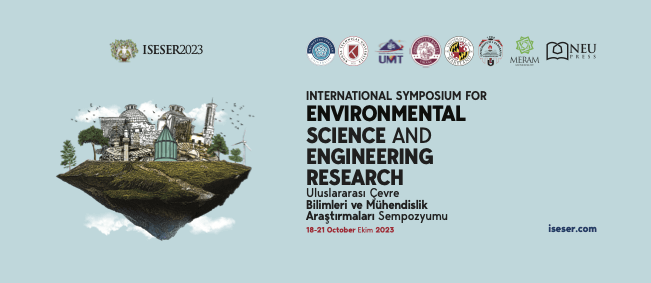 ISESER2023
UMT
MERAM
NEU
PRESS
INTERNATIONAL SYMPOSIUM FOR
ENVIRONMENTAL
SCIENCE AND
ENGINEERING
RESEARCH
Uluslararası Çevre
Bilimleri ve Mühendislik
Araştırmaları Sempozyumu
18-21 October Ekim 2023
iseser.com